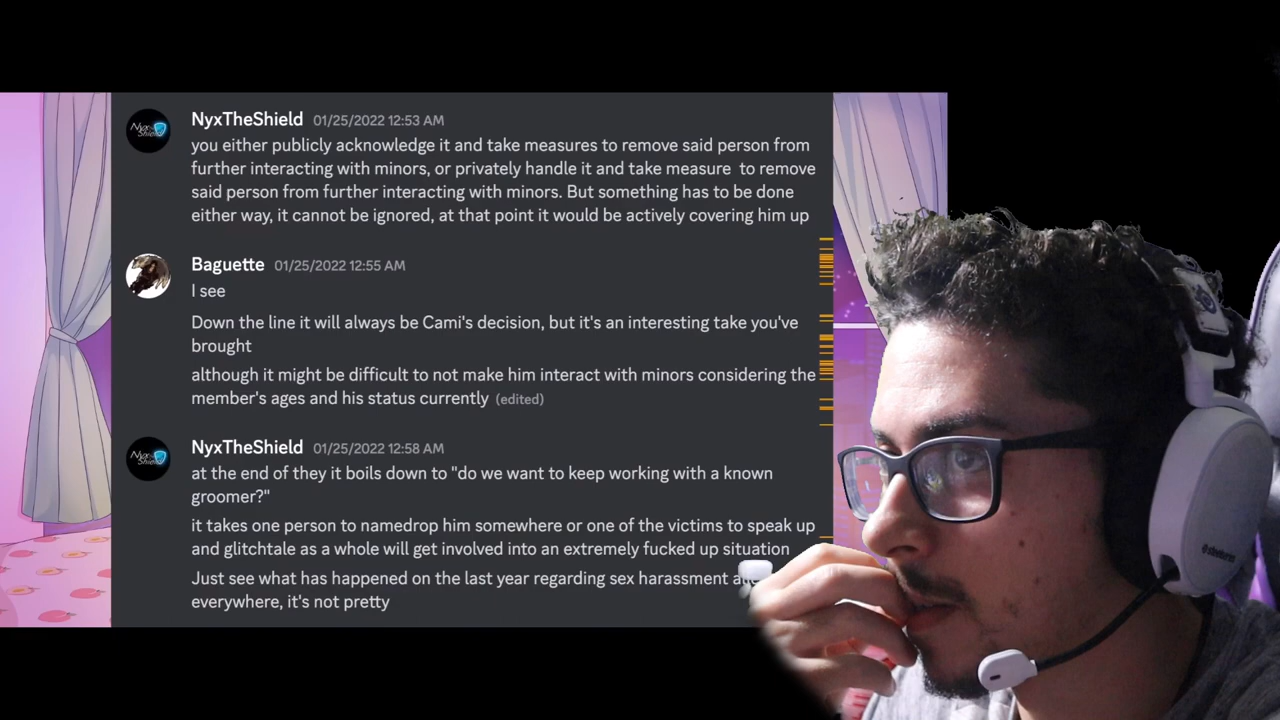 NyxTheShield 01/25/2022 12:53 AM
you either publicly acknowledge it and take measures to remove said person from
further interacting with minors, or privately handle it and take measure to remove
said person from further interacting with minors. But something has to be done
either way, it cannot be ignored, at that point it would be actively covering him up
Baguette 01/25/2022 12:55 AM
I see
Down the line it will always be Cami's decision, but it's an interesting take you've
brought
although it might be difficult to not make him interact with minors considering the
member's ages and his status currently (edited)
NyxTheShield 01/25/2022 12:58 AM
at the end of they it boils down to "do we want to keep working with a known
groomer?"
it takes one person to namedrop him somewhere or one of the victims to speak up
and glitchtale as a whole will get involved into an extremely fucked up situation
Just see what has happened on the last year regarding sex harassment
everywhere, it's not pretty
steelseries